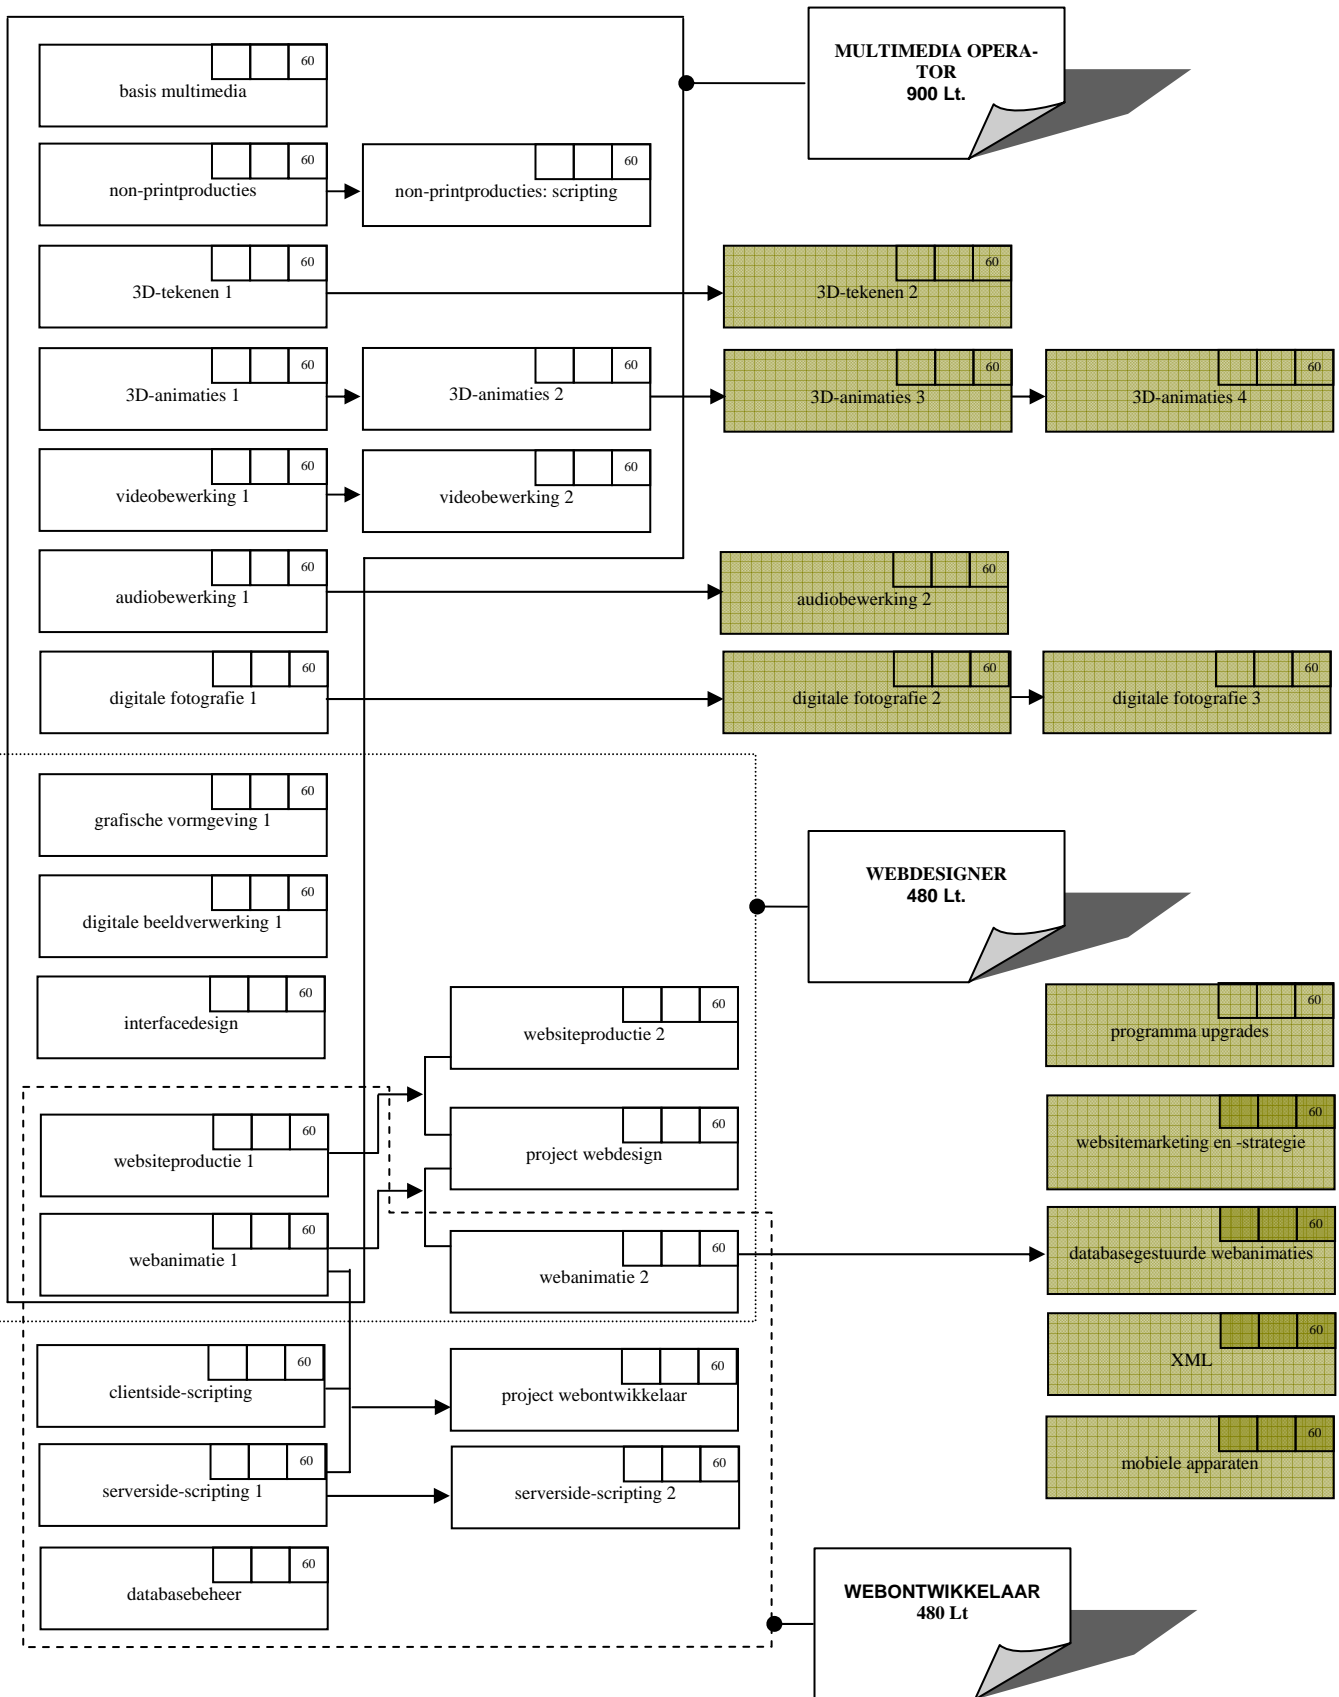 MULTIMEDIA OPERA-
TOR
900 Lt.
60
basis multimedia
60
non-printproducties
60
non-printproducties: scripting
60
3D-tekenen 1
60
3D-tekenen 2
60
3D-animaties 1
60
3D-animaties 2
60
3D-animaties 3
60
3D-animaties 4
60
videobewerking 1
60
videobewerking 2
60
audiobewerking 1
60
audiobewerking 2
60
digitale fotografie 1
60
digitale fotografie 2
60
digitale fotografie 3
60
grafische vormgeving 1
WEBDESIGNER
480 Lt.
60
digitale beeldverwerking 1
60
interfacedesign
60
websiteproductie 2
60
programma upgrades
60
websiteproductie 1
60
project webdesign
60
websitemarketing en -strategie
60
webanimatie 1
60
webanimatie 2
60
databasegestuurde webanimaties
60
clientside-scripting
60
project webontwikkelaar
60
XML
60
serverside-scripting 1
60
serverside-scripting 2
60
mobiele apparaten
60
databasebeheer
WEBONTWIKKELAAR
480 Lt